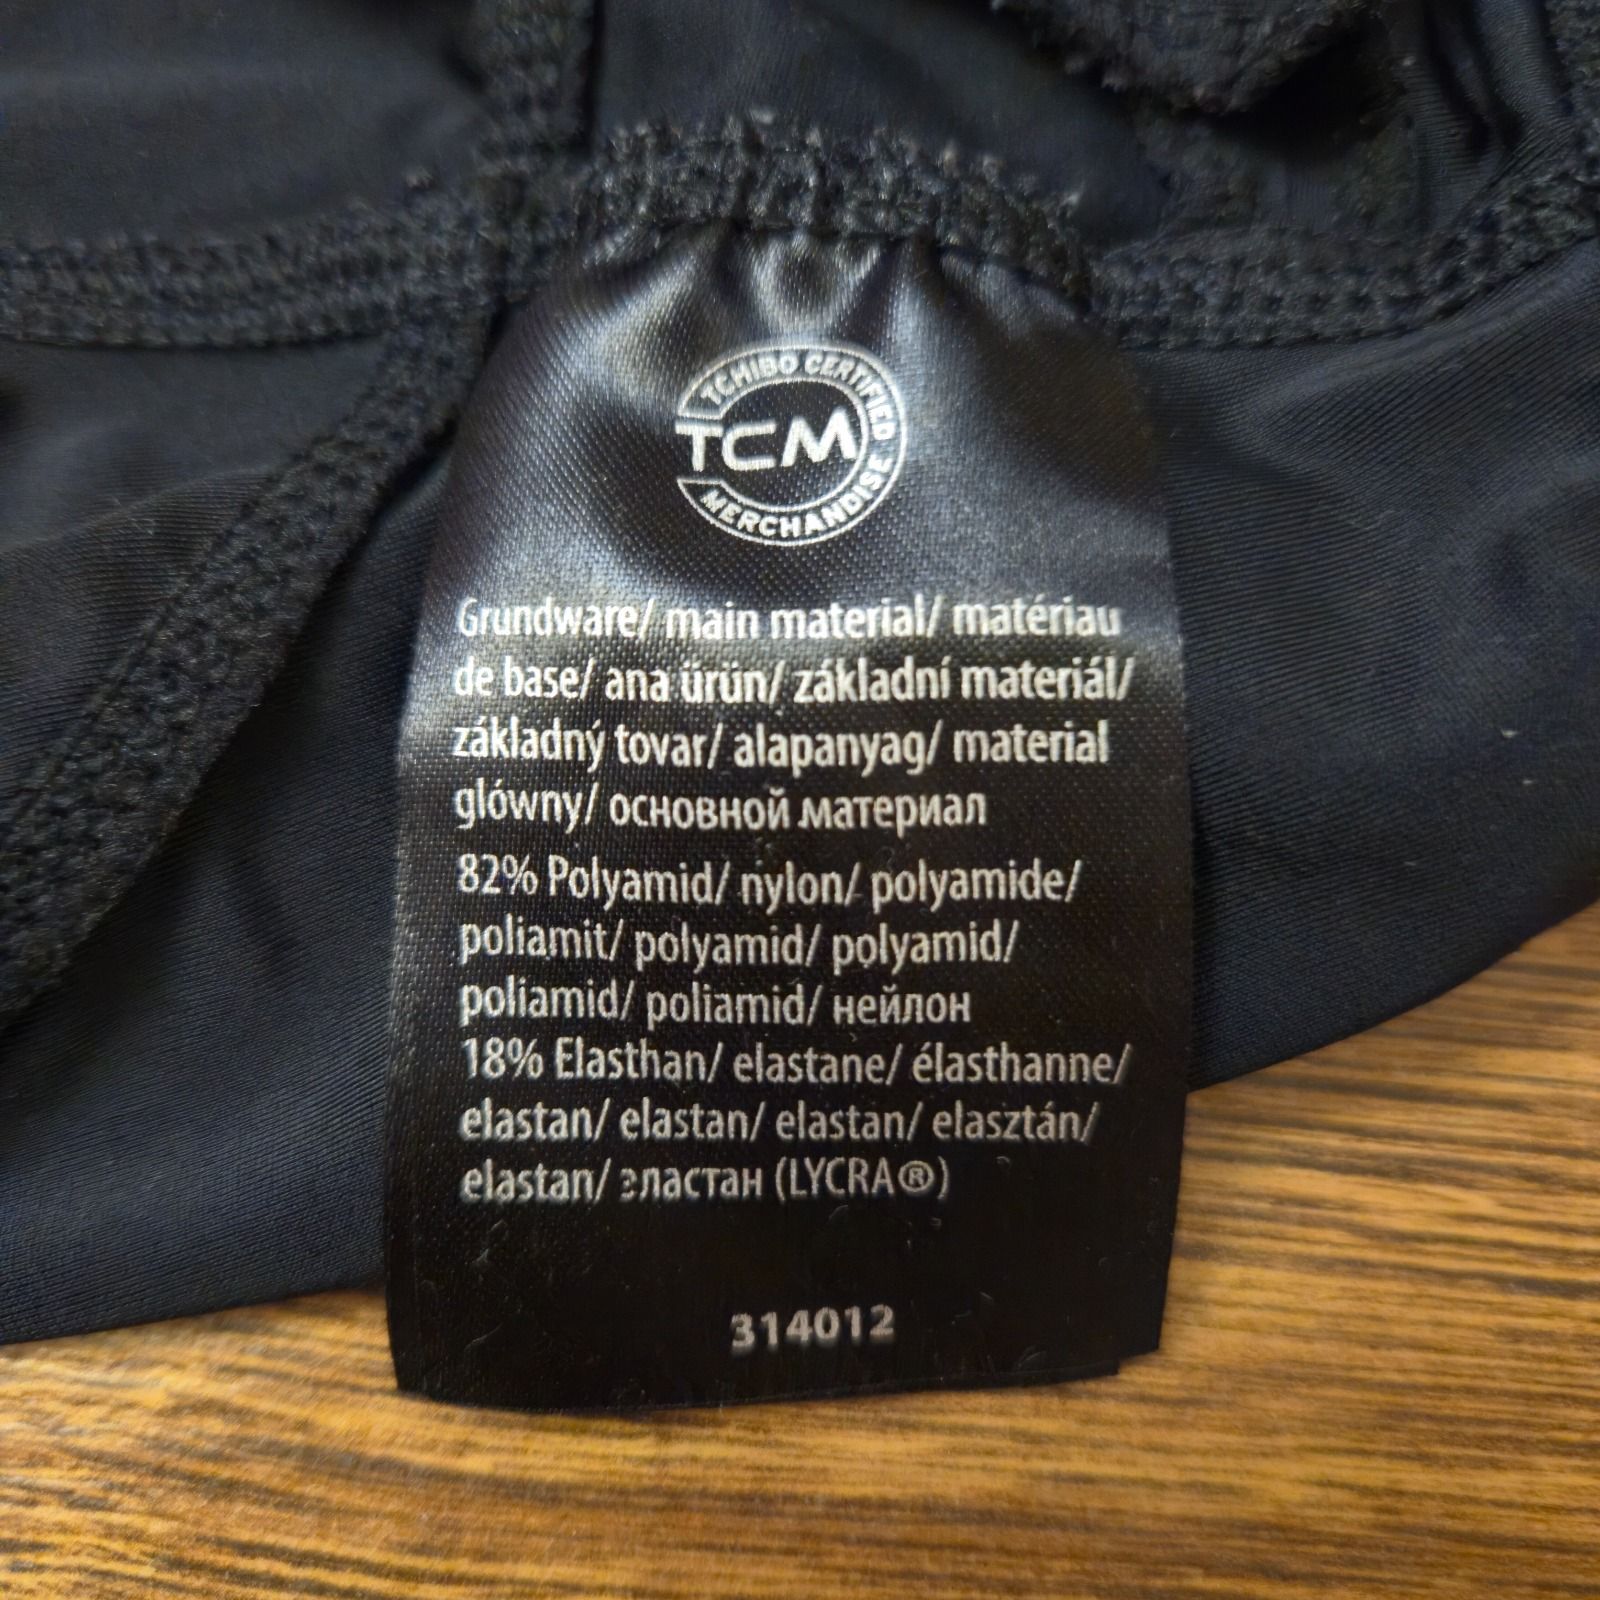 TCHIBO CERTIFIED
TCM
MERCHANDISE
Grundware/ main material/ matériau
de base/ ana ürün/ základní materiál/
základný tovar/ alapanyag/ material
główny/ основной материал
82% Polyamid/ nylon/ polyamide/
poliamit/ polyamid/ polyamid/
poliamid/ poliamid/ нейлон
18% Elasthan/ elastane/ élasthanne/
elastan/ elastan/ elastan/ elasztán/
elastan/ эластан (LYCRA®)
314012